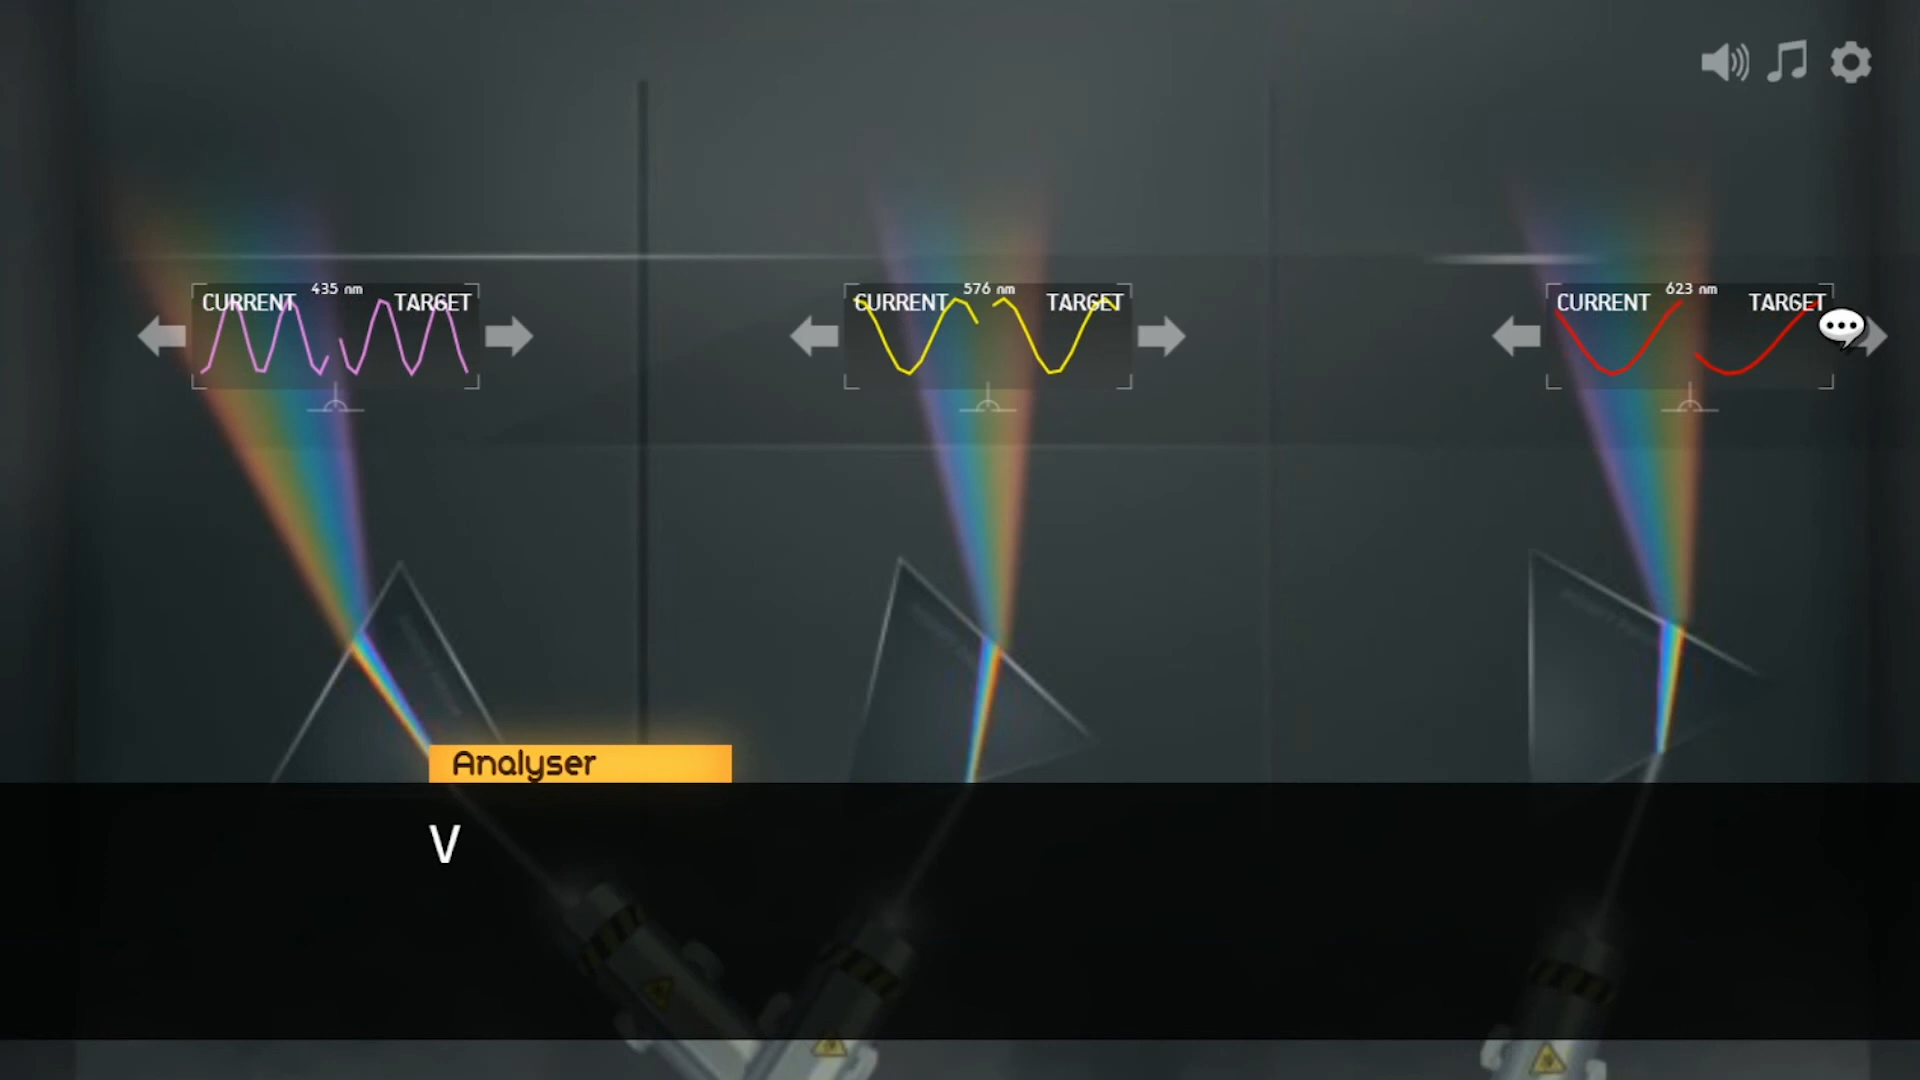 435 nm
CURRENT TARGET
576 nm
CURRENT TARGET
623 nm
CURRENT TARGET
Analyser
V